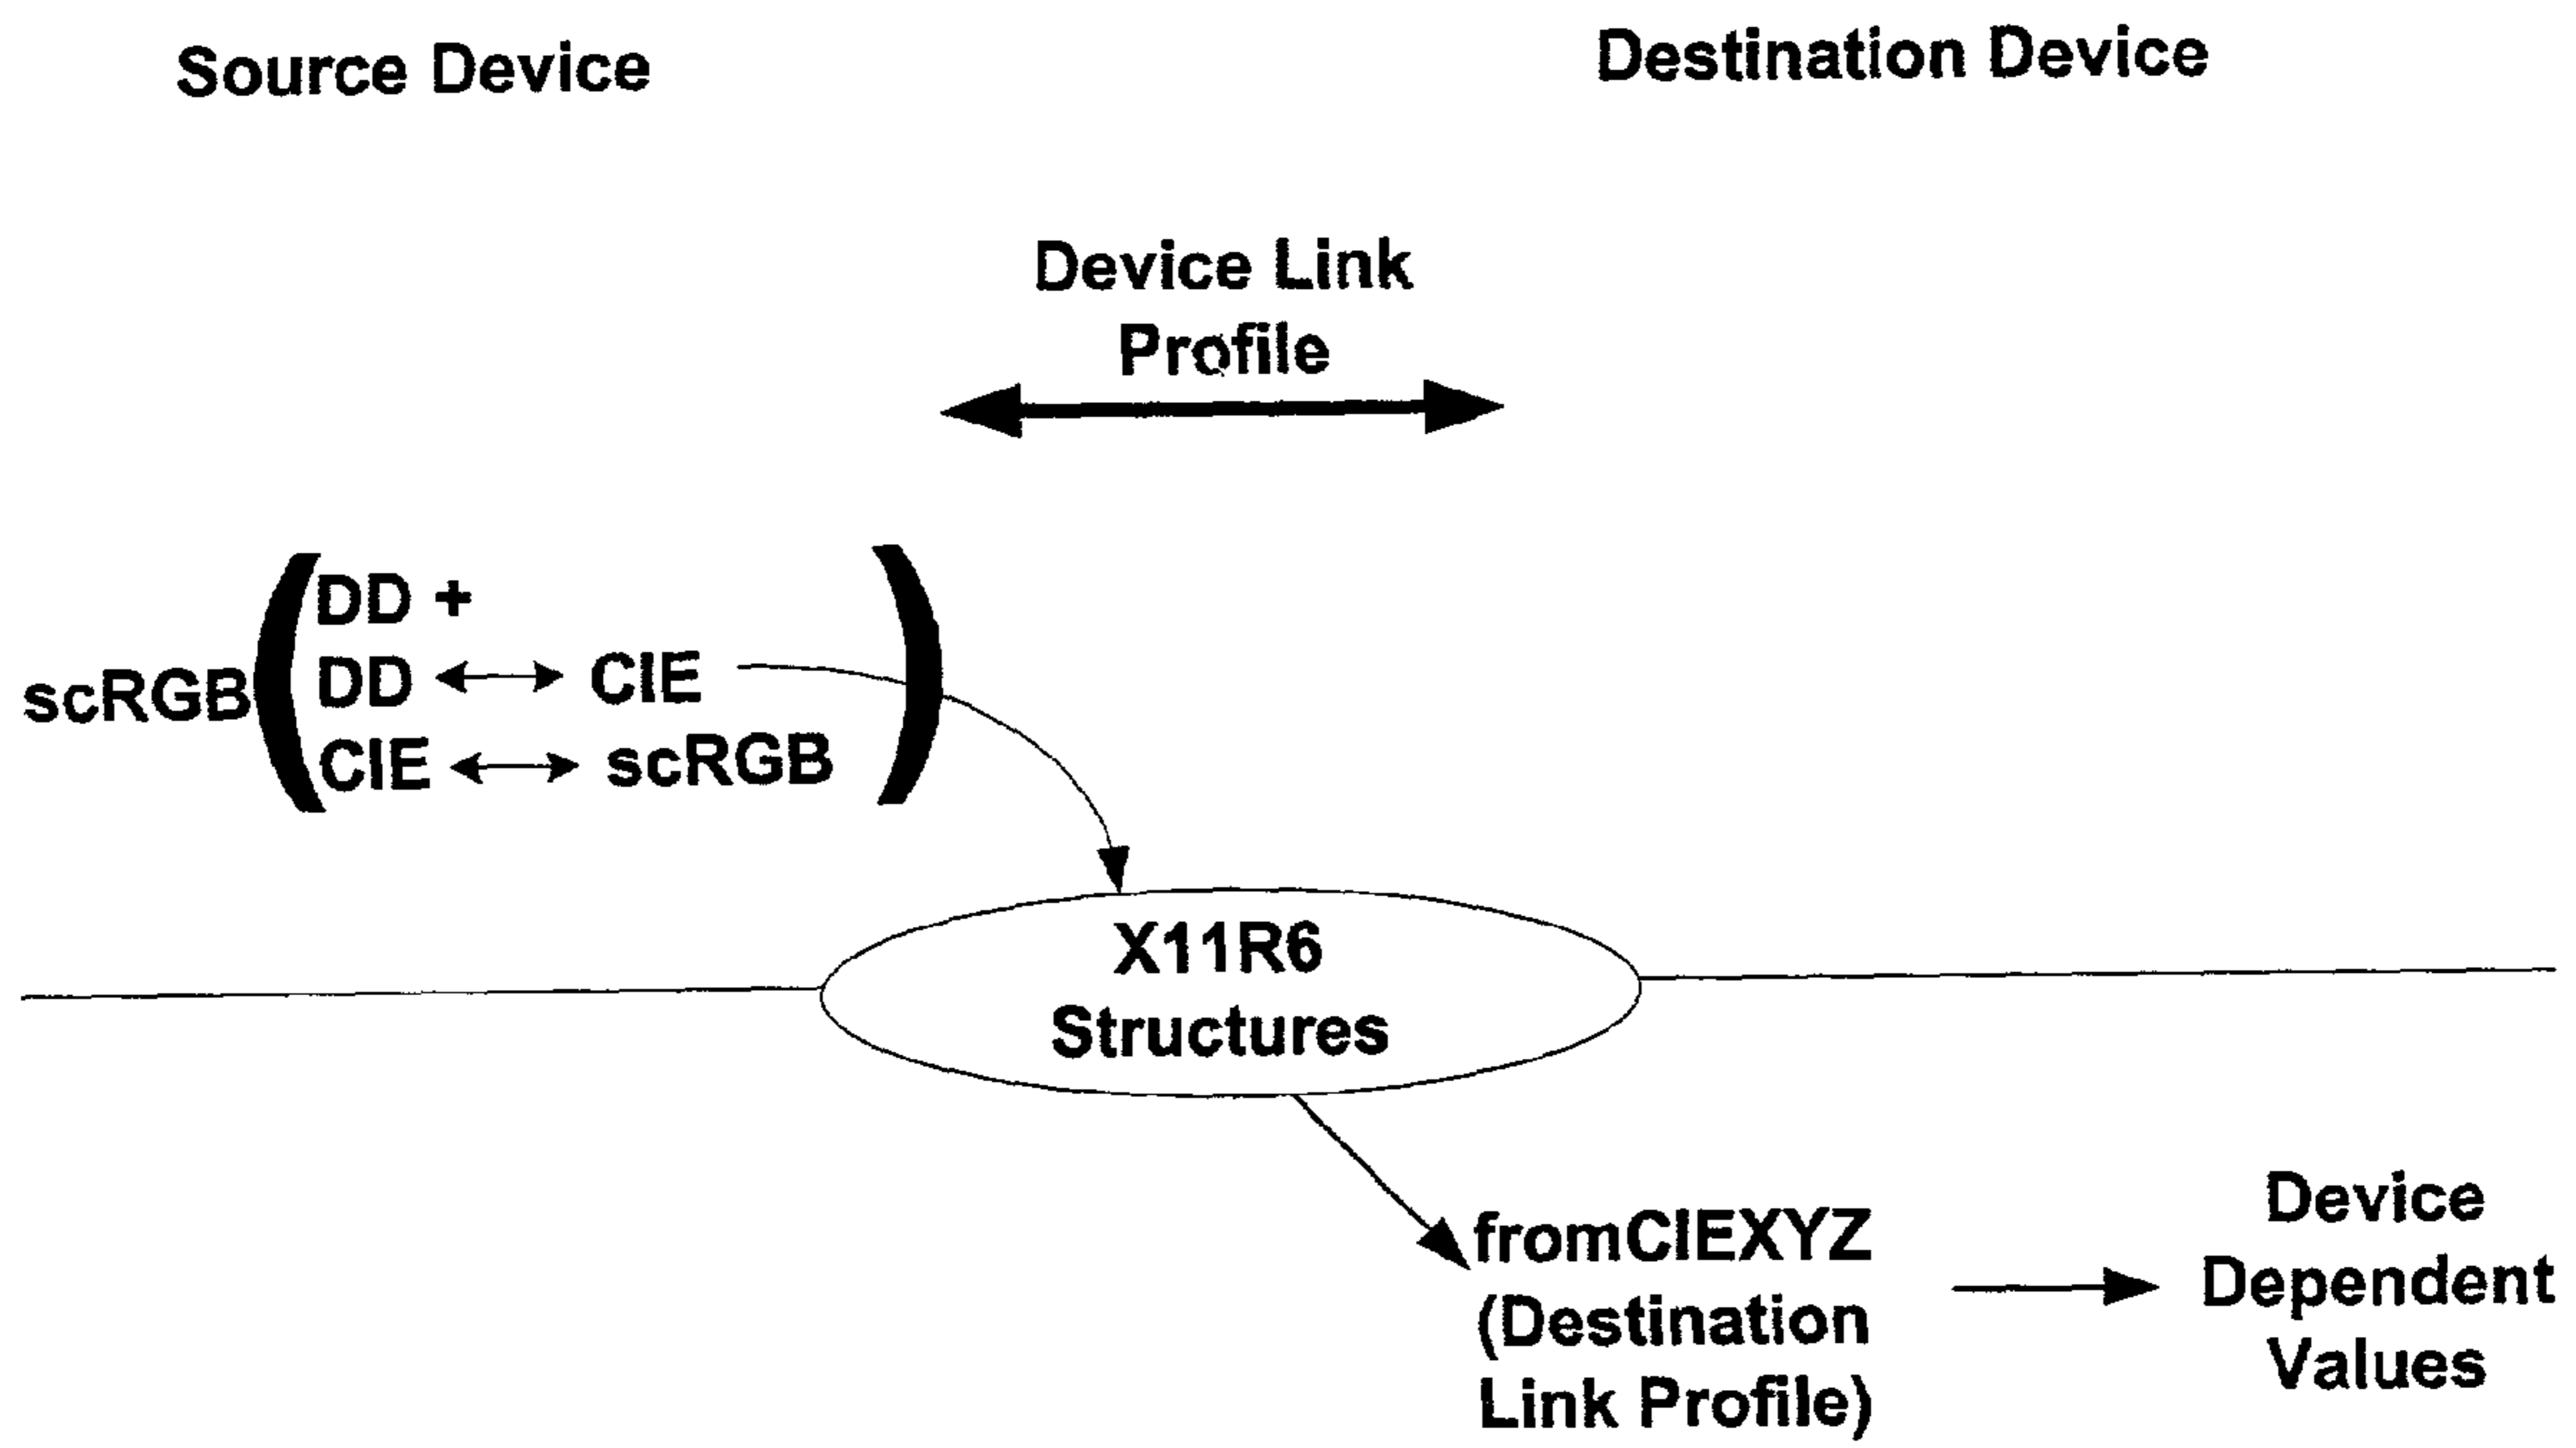 Source Device
Destination Device
Device Link
Profile
DD +
scRGB
DD
CIE
CIE
scRGB
X11R6
Structures
fromCIEXYZ
(Destination
Link Profile)
Device
Dependent
Values